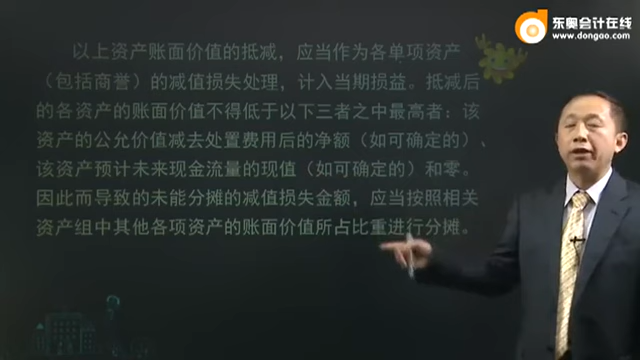 东奥会计在线
www.dongao.com
以上资产账面价值的抵减，应当作为各单项资产
（包括商誉）的减值损失处理，计入当期损益。抵减后
的各资产的账面价值不得低于以下三者之中最高者：该
资产的公允价值减去处置费用后的净额（如可确定的）、
该资产预计未来现金流量的现值（如可确定的）和零。
因此而导致的未能分摊的减值损失金额，应当按照相关
资产组中其他各项资产的账面价值所占比重进行分摊。